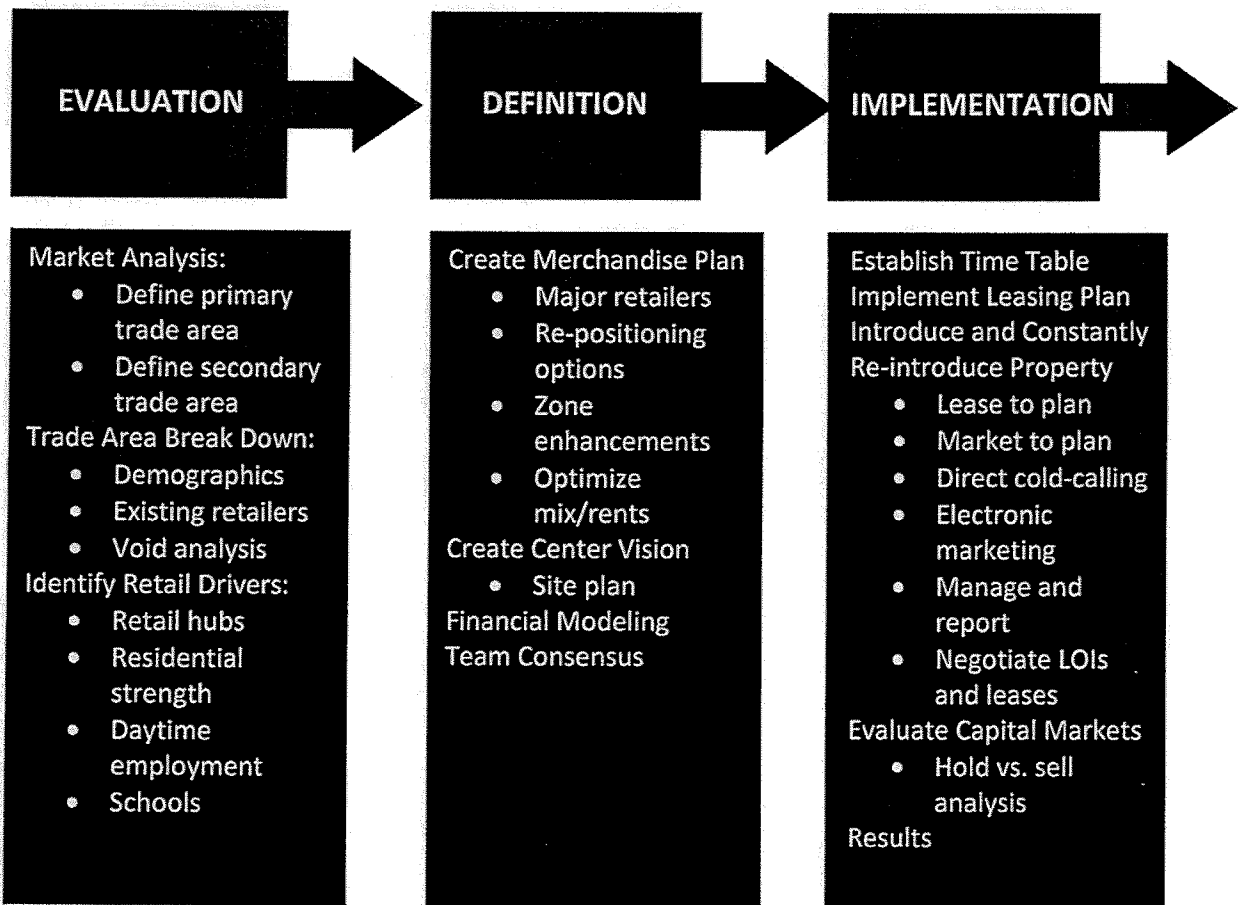 EVALUATION
DEFINITION
IMPLEMENTATION
Market Analysis:
• Define primary
trade area
• Define secondary
trade area
Trade Area Break Down:
• Demographics
• Existing retailers
• Void analysis
Identify Retail Drivers:
• Retail hubs
• Residential
strength
• Daytime
employment
• Schools
Create Merchandise Plan
• Major retailers
• Re-positioning
options
• Zone
enhancements
• Optimize
mix/rents
Create Center Vision
• Site plan
Financial Modeling
Team Consensus
Establish Time Table
Implement Leasing Plan
Introduce and Constantly
Re-introduce Property
• Lease to plan
• Market to plan
• Direct cold-calling
• Electronic
marketing
• Manage and
report
• Negotiate LOIs
and leases
Evaluate Capital Markets
• Hold vs. sell
analysis
Results